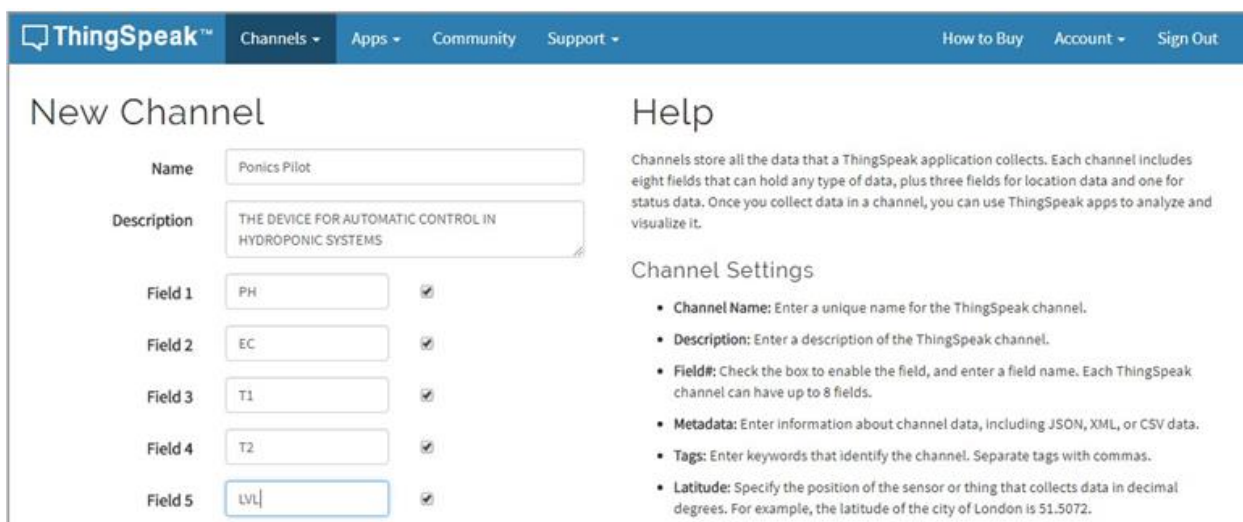 ThingSpeak™ Channels Apps Community Support How to Buy Account Sign Out
New Channel
Name Ponics Pilot
Description THE DEVICE FOR AUTOMATIC CONTROL IN
HYDROPONIC SYSTEMS
Field 1 PH
Field 2 EC
Field 3 T1
Field 4 T2
Field 5 LVL
Help
Channels store all the data that a ThingSpeak application collects. Each channel includes
eight fields that can hold any type of data, plus three fields for location data and one for
status data. Once you collect data in a channel, you can use ThingSpeak apps to analyze and
visualize it.
Channel Settings
• Channel Name: Enter a unique name for the ThingSpeak channel.
• Description: Enter a description of the ThingSpeak channel.
• Field#: Check the box to enable the field, and enter a field name. Each ThingSpeak
channel can have up to 8 fields.
• Metadata: Enter information about channel data, including JSON, XML, or CSV data.
• Tags: Enter keywords that identify the channel. Separate tags with commas.
• Latitude: Specify the position of the sensor or thing that collects data in decimal
degrees. For example, the latitude of the city of London is 51.5072.